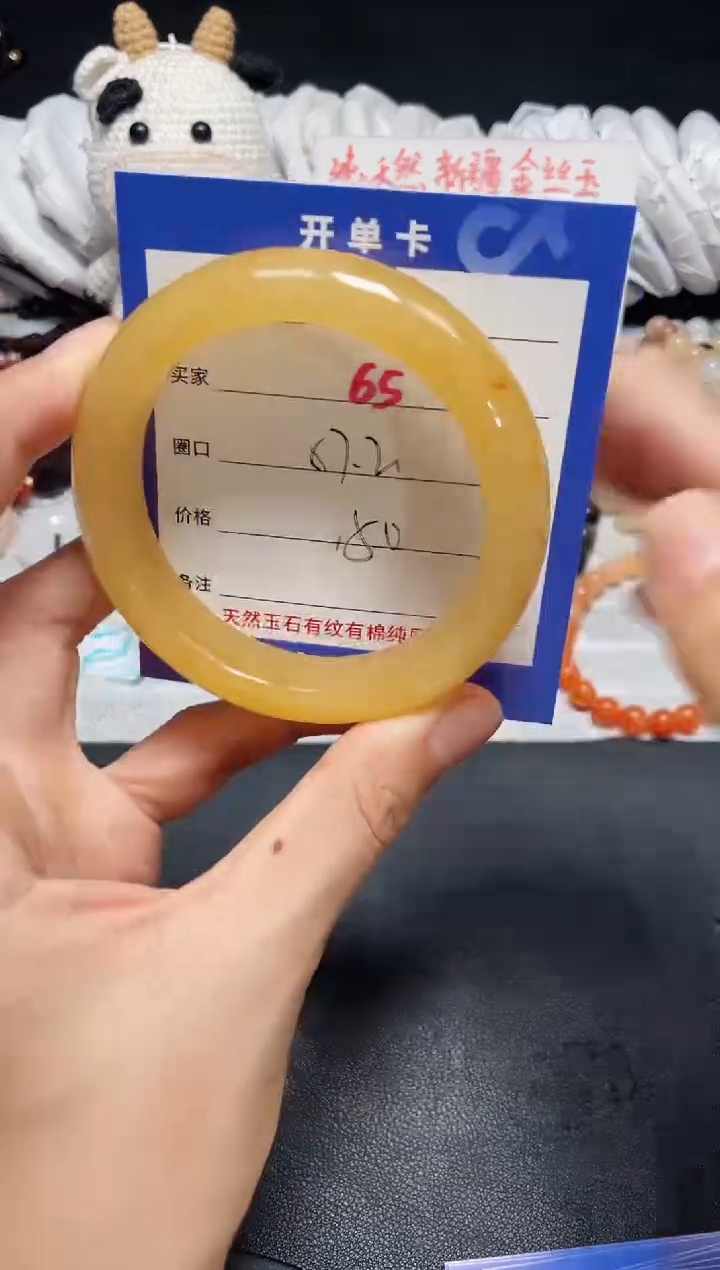 纯天然新疆金丝玉
开单卡
买家 65
圈口 57.2
价格 180
备注
天然玉石有纹有棉纯